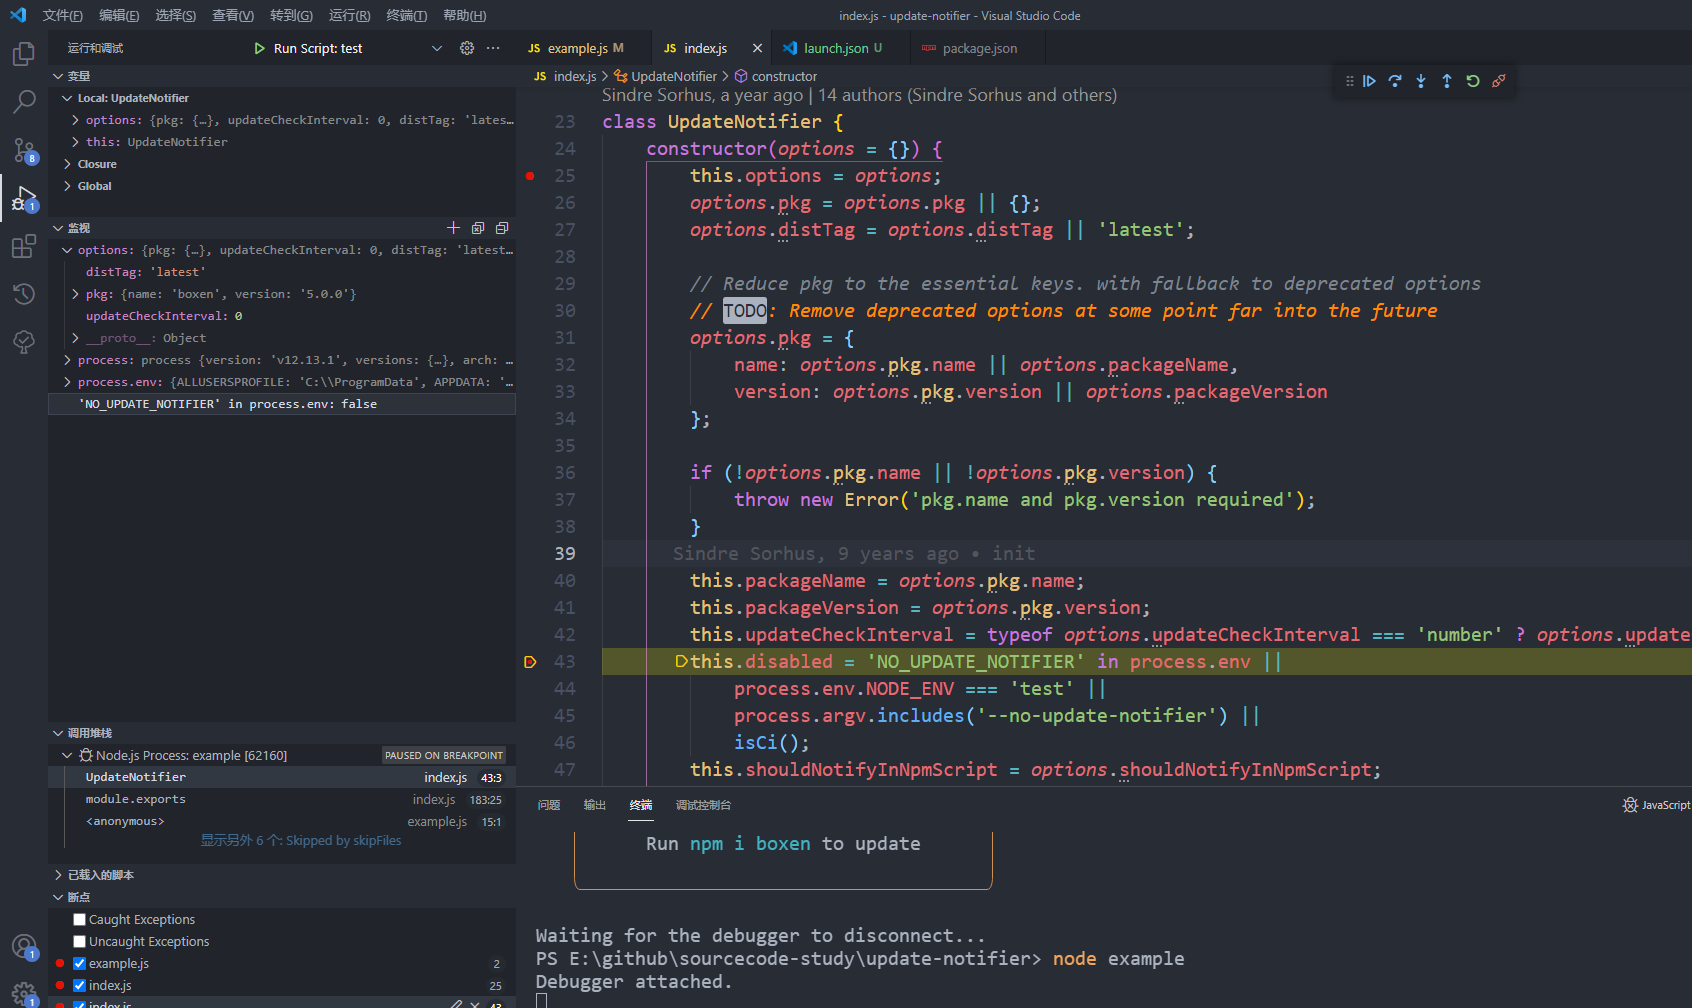 文件(F) 编辑(E) 选择(S) 查看(V) 转到(G) 运行(R) 终端(T) 帮助(H)
index.js - update-notifier - Visual Studio Code
运行和调试 Run Script: test
变量
Local: UpdateNotifier
options: {pkg: {…}, updateCheckInterval: 0, distTag: 'lates…
this: UpdateNotifier
Closure
Global
监视
options: {pkg: {…}, updateCheckInterval: 0, distTag: 'latest…
distTag: 'latest'
pkg: {name: 'boxen', version: '5.0.0'}
updateCheckInterval: 0
__proto__: Object
process: process {version: 'v12.13.1', versions: {…}, arch: …
process.env: {ALLUSERSPROFILE: 'C:\\ProgramData', APPDATA: '…
'NO_UPDATE_NOTIFIER' in process.env: false
调用堆栈
Node.js Process: example [62160] PAUSED ON BREAKPOINT
UpdateNotifier index.js 43:3
module.exports index.js 183:25
<anonymous> example.js 15:1
显示另外 6 个: Skipped by skipFiles
已载入的脚本
断点
Caught Exceptions
Uncaught Exceptions
example.js 2
index.js 25
index.js 43
8
1
1
1
JS example.js M JS index.js launch.json U package.json
JS index.js UpdateNotifier constructor
Sindre Sorhus, a year ago | 14 authors (Sindre Sorhus and others)
23 class UpdateNotifier {
24 constructor(options = {}) {
25 this.options = options;
26 options.pkg = options.pkg || {};
27 options.distTag = options.distTag || 'latest';
28
29 // Reduce pkg to the essential keys. with fallback to deprecated options
30 // TODO: Remove deprecated options at some point far into the future
31 options.pkg = {
32 name: options.pkg.name || options.packageName,
33 version: options.pkg.version || options.packageVersion
34 };
35
36 if (!options.pkg.name || !options.pkg.version) {
37 throw new Error('pkg.name and pkg.version required');
38 }
39 Sindre Sorhus, 9 years ago • init
40 this.packageName = options.pkg.name;
41 this.packageVersion = options.pkg.version;
42 this.updateCheckInterval = typeof options.updateCheckInterval === 'number' ? options.update
43 this.disabled = 'NO_UPDATE_NOTIFIER' in process.env ||
44 process.env.NODE_ENV === 'test' ||
45 process.argv.includes('--no-update-notifier') ||
46 isCi();
47 this.shouldNotifyInNpmScript = options.shouldNotifyInNpmScript;
问题 输出 终端 调试控制台 JavaScript
Run npm i boxen to update
Waiting for the debugger to disconnect...
PS E:\github\sourcecode-study\update-notifier> node example
Debugger attached.